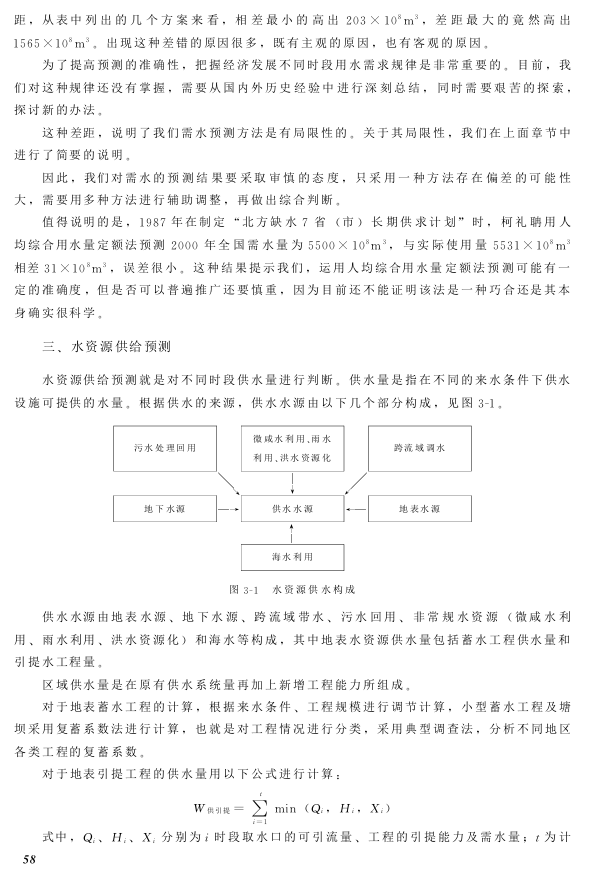 距，从表中列出的几个方案来看，相差最小的高出 203×10⁸m³，差距最大的竟然高出
1565×10⁸m³。出现这种差错的原因很多，既有主观的原因，也有客观的原因。
为了提高预测的准确性，把握经济发展不同时段用水需求规律是非常重要的。目前，我
们对这种规律还没有掌握，需要从国内外历史经验中进行深刻总结，同时需要艰苦的探索，
探讨新的办法。
这种差距，说明了我们需水预测方法是有局限性的。关于其局限性，我们在上面章节中
进行了简要的说明。
因此，我们对需水的预测结果要采取审慎的态度，只采用一种方法存在偏差的可能性
大，需要用多种方法进行辅助调整，再做出综合判断。
值得说明的是，1987 年在制定“北方缺水 7 省（市）长期供求计划”时，柯礼聃用人
均综合用水量定额法预测 2000 年全国需水量为 5500×10⁸m³，与实际使用量 5531×10⁸m³
相差 31×10⁸m³，误差很小。这种结果提示我们，运用人均综合用水量定额法预测可能有一
定的准确度，但是否可以普遍推广还要慎重，因为目前还不能证明该法是一种巧合还是其本
身确实很科学。
三、水资源供给预测
水资源供给预测就是对不同时段供水量进行判断。供水量是指在不同的来水条件下供水
设施可提供的水量。根据供水的来源，供水水源由以下几个部分构成，见图 3-1。
污水处理回用
微咸水利用、雨水
利用、洪水资源化
跨流域调水
地下水源
供水水源
地表水源
海水利用
图 3-1 水资源供水构成
供水水源由地表水源、地下水源、跨流域带水、污水回用、非常规水资源（微咸水利
用、雨水利用、洪水资源化）和海水等构成，其中地表水资源供水量包括蓄水工程供水量和
引提水工程量。
区域供水量是在原有供水系统量再加上新增工程能力所组成。
对于地表蓄水工程的计算，根据来水条件、工程规模进行调节计算，小型蓄水工程及塘
坝采用复蓄系数法进行计算，也就是对工程情况进行分类，采用典型调查法，分析不同地区
各类工程的复蓄系数。
对于地表引提工程的供水量用以下公式进行计算：
W供引提 = ∑ᵗᵢ₌₁ min（Qᵢ，Hᵢ，Xᵢ）
式中，Qᵢ、Hᵢ、Xᵢ 分别为 i 时段取水口的可引流量、工程的引提能力及需水量；t 为计
58